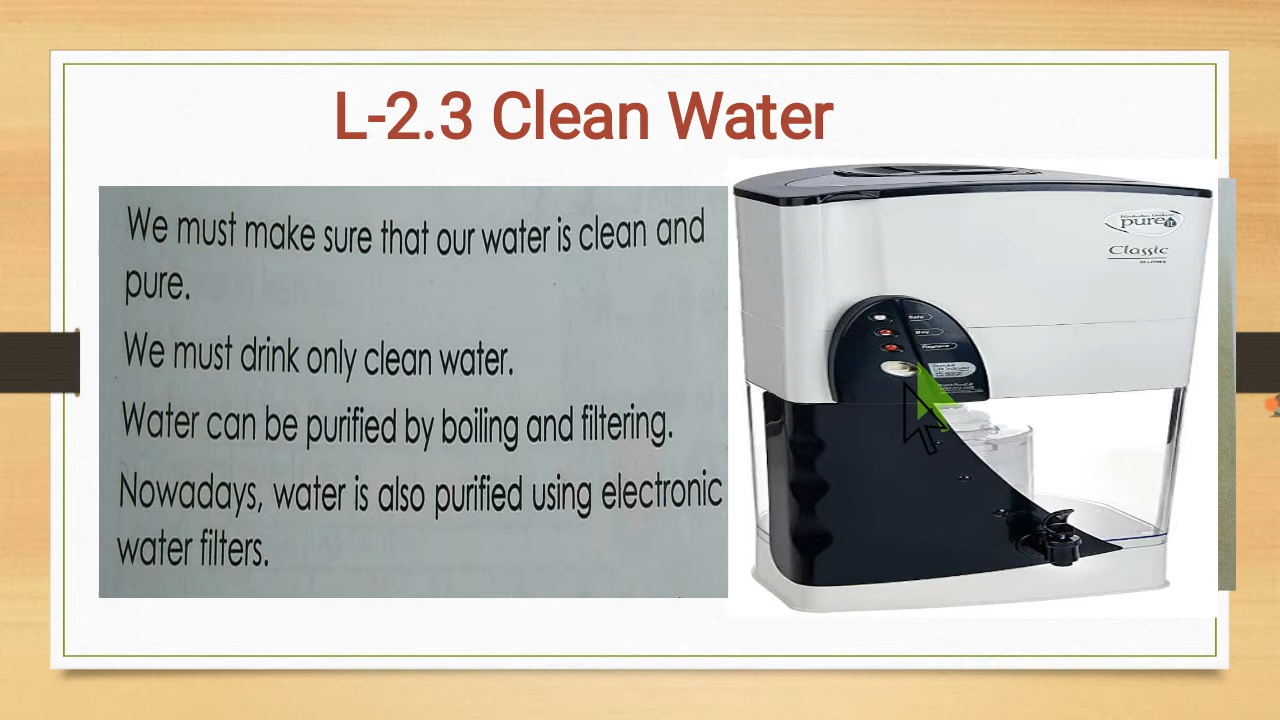 L-2.3 Clean Water
We must make sure that our water is clean and
pure.
We must drink only clean water.
Water can be purified by boiling and filtering.
Nowadays, water is also purified using electronic
water filters.
pure it
Classic